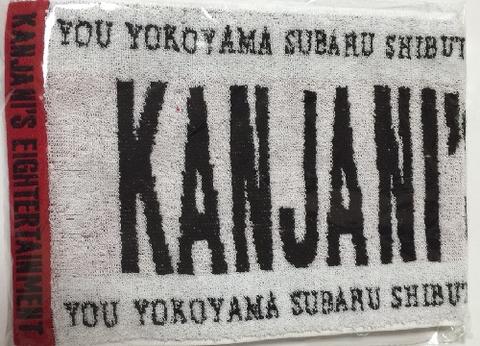 KANJANI'S EIGHTERTAINMENT
YOU YOKOYAMA SUBARU SHIBUT
KANJANI'
YOU YOKOYAMA SUBARU SHIBUT